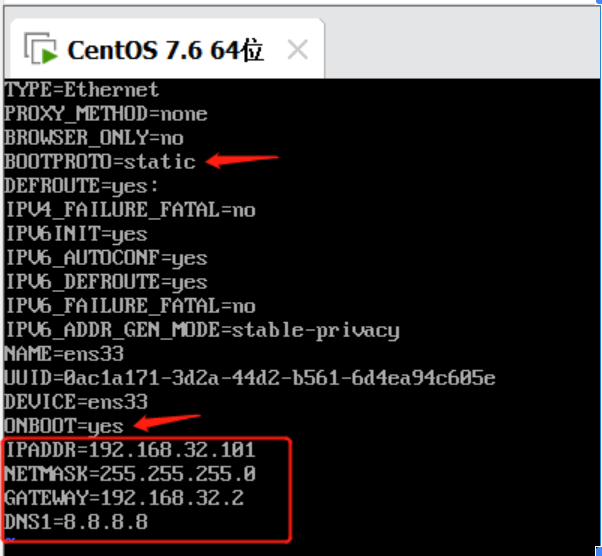 CentOS 7.6 64位
TYPE=Ethernet
PROXY_METHOD=none
BROWSER_ONLY=no
BOOTPROTO=static
DEFROUTE=yes:
IPV4_FAILURE_FATAL=no
IPV6INIT=yes
IPV6_AUTOCONF=yes
IPV6_DEFROUTE=yes
IPV6_FAILURE_FATAL=no
IPV6_ADDR_GEN_MODE=stable-privacy
NAME=ens33
UUID=0ac1a171-3d2a-44d2-b561-6d4ea94c605e
DEVICE=ens33
ONBOOT=yes
IPADDR=192.168.32.101
NETMASK=255.255.255.0
GATEWAY=192.168.32.2
DNS1=8.8.8.8
~